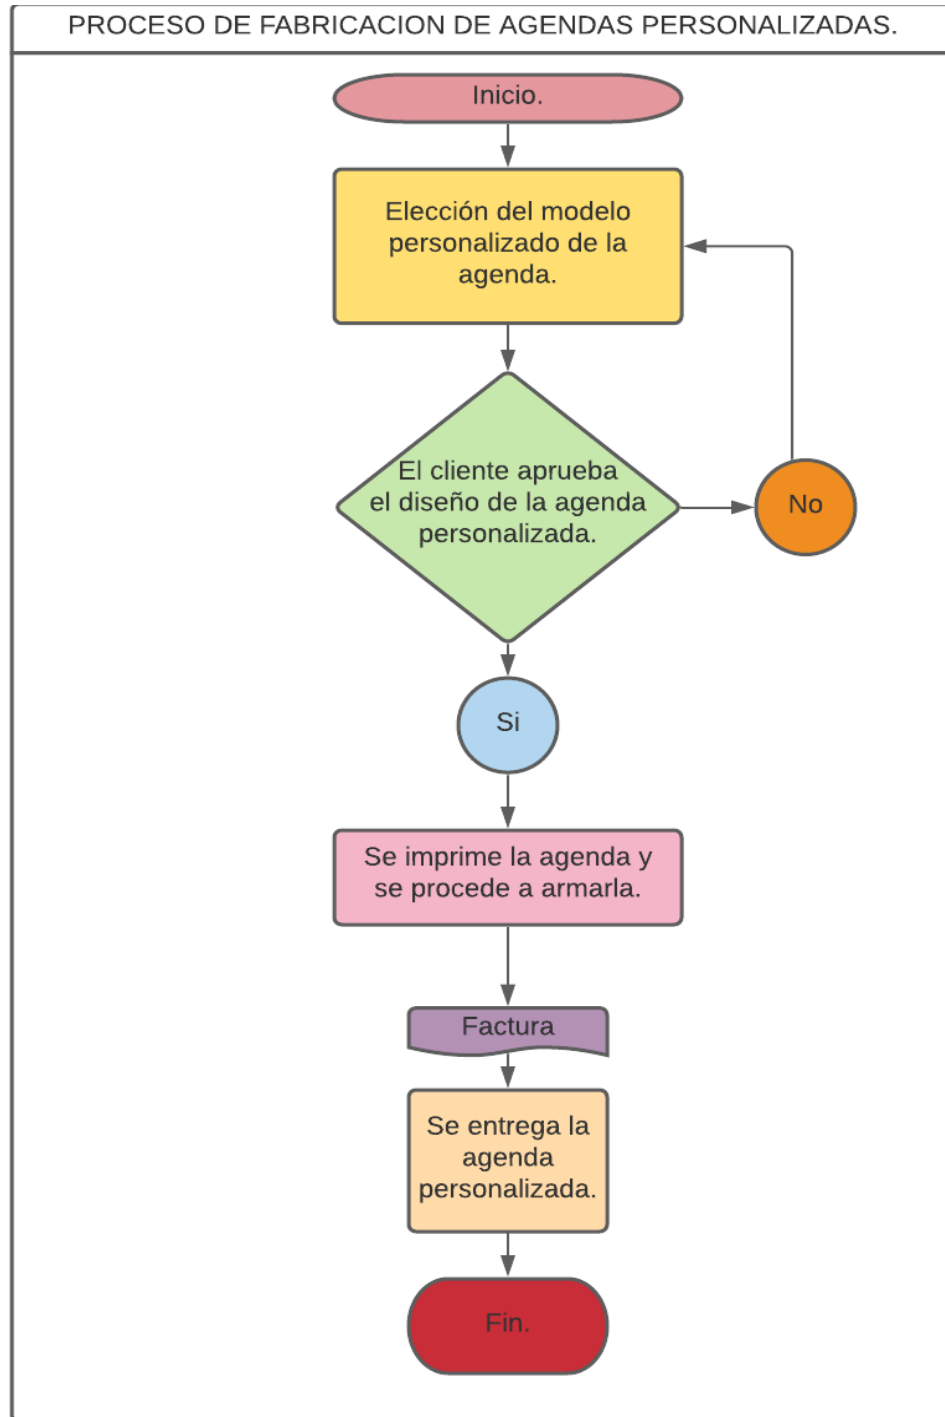 PROCESO DE FABRICACION DE AGENDAS PERSONALIZADAS.
Inicio.
Elección del modelo
personalizado de la
agenda.
El cliente aprueba
el diseño de la agenda
personalizada.
No
Si
Se imprime la agenda y
se procede a armarla.
Factura
Se entrega la
agenda
personalizada.
Fin.